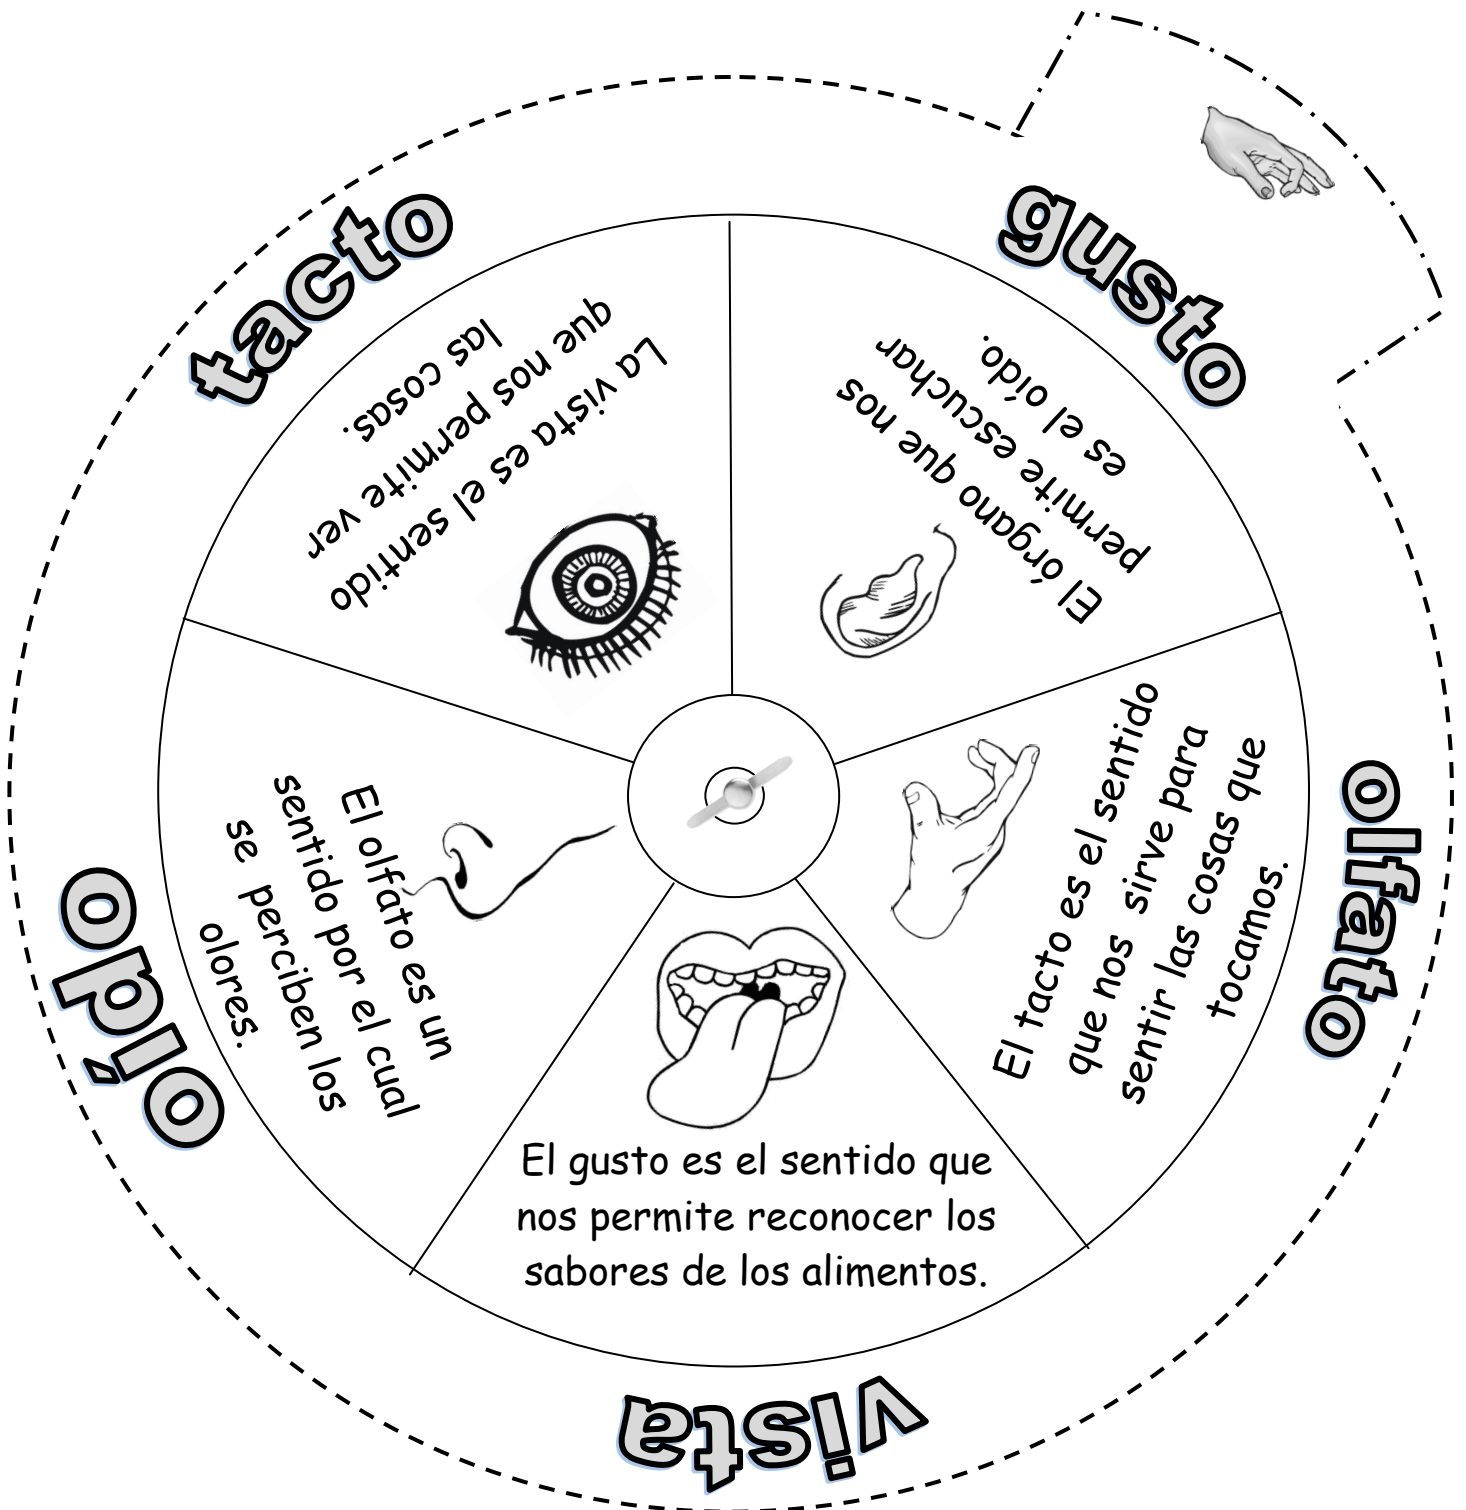 tacto
gusto
olfato
vista
oído
La vista es el sentido
que nos permite ver
las cosas.
El órgano que nos
permite escuchar
es el oído.
El tacto es el sentido
que nos sirve para
sentir las cosas que
tocamos.
El gusto es el sentido que
nos permite reconocer los
sabores de los alimentos.
El olfato es un
sentido por el cual
se perciben los
olores.